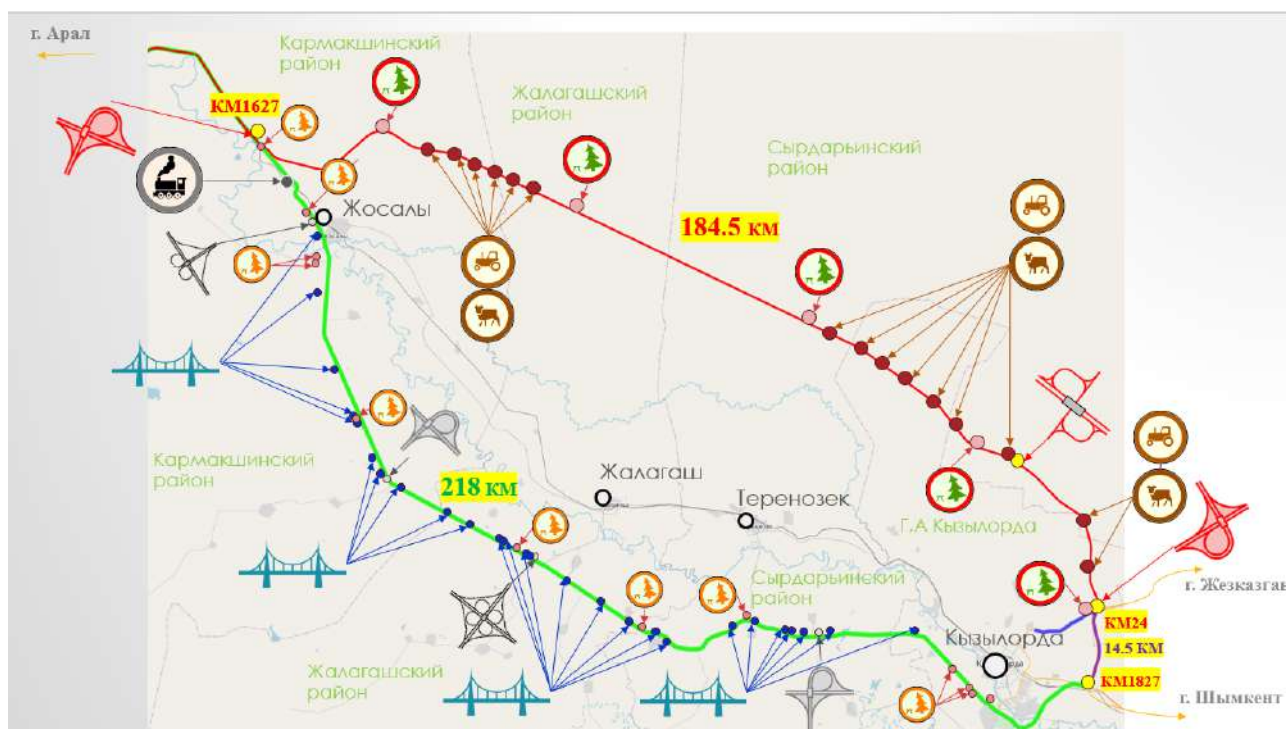 г. Арал
Кармакшинский
район
КМ1627
Жалагашский
район
Сырдарьинский
район
Жосалы
184.5 км
Кармакшинский
район
218 км
Жалагаш
Теренозек
Г.А Кызылорда
г. Жезказган
Сырдарьинский
район
КМ24
Кызылорда
14.5 КМ
Жалагашский
район
КМ1827
г. Шымкент